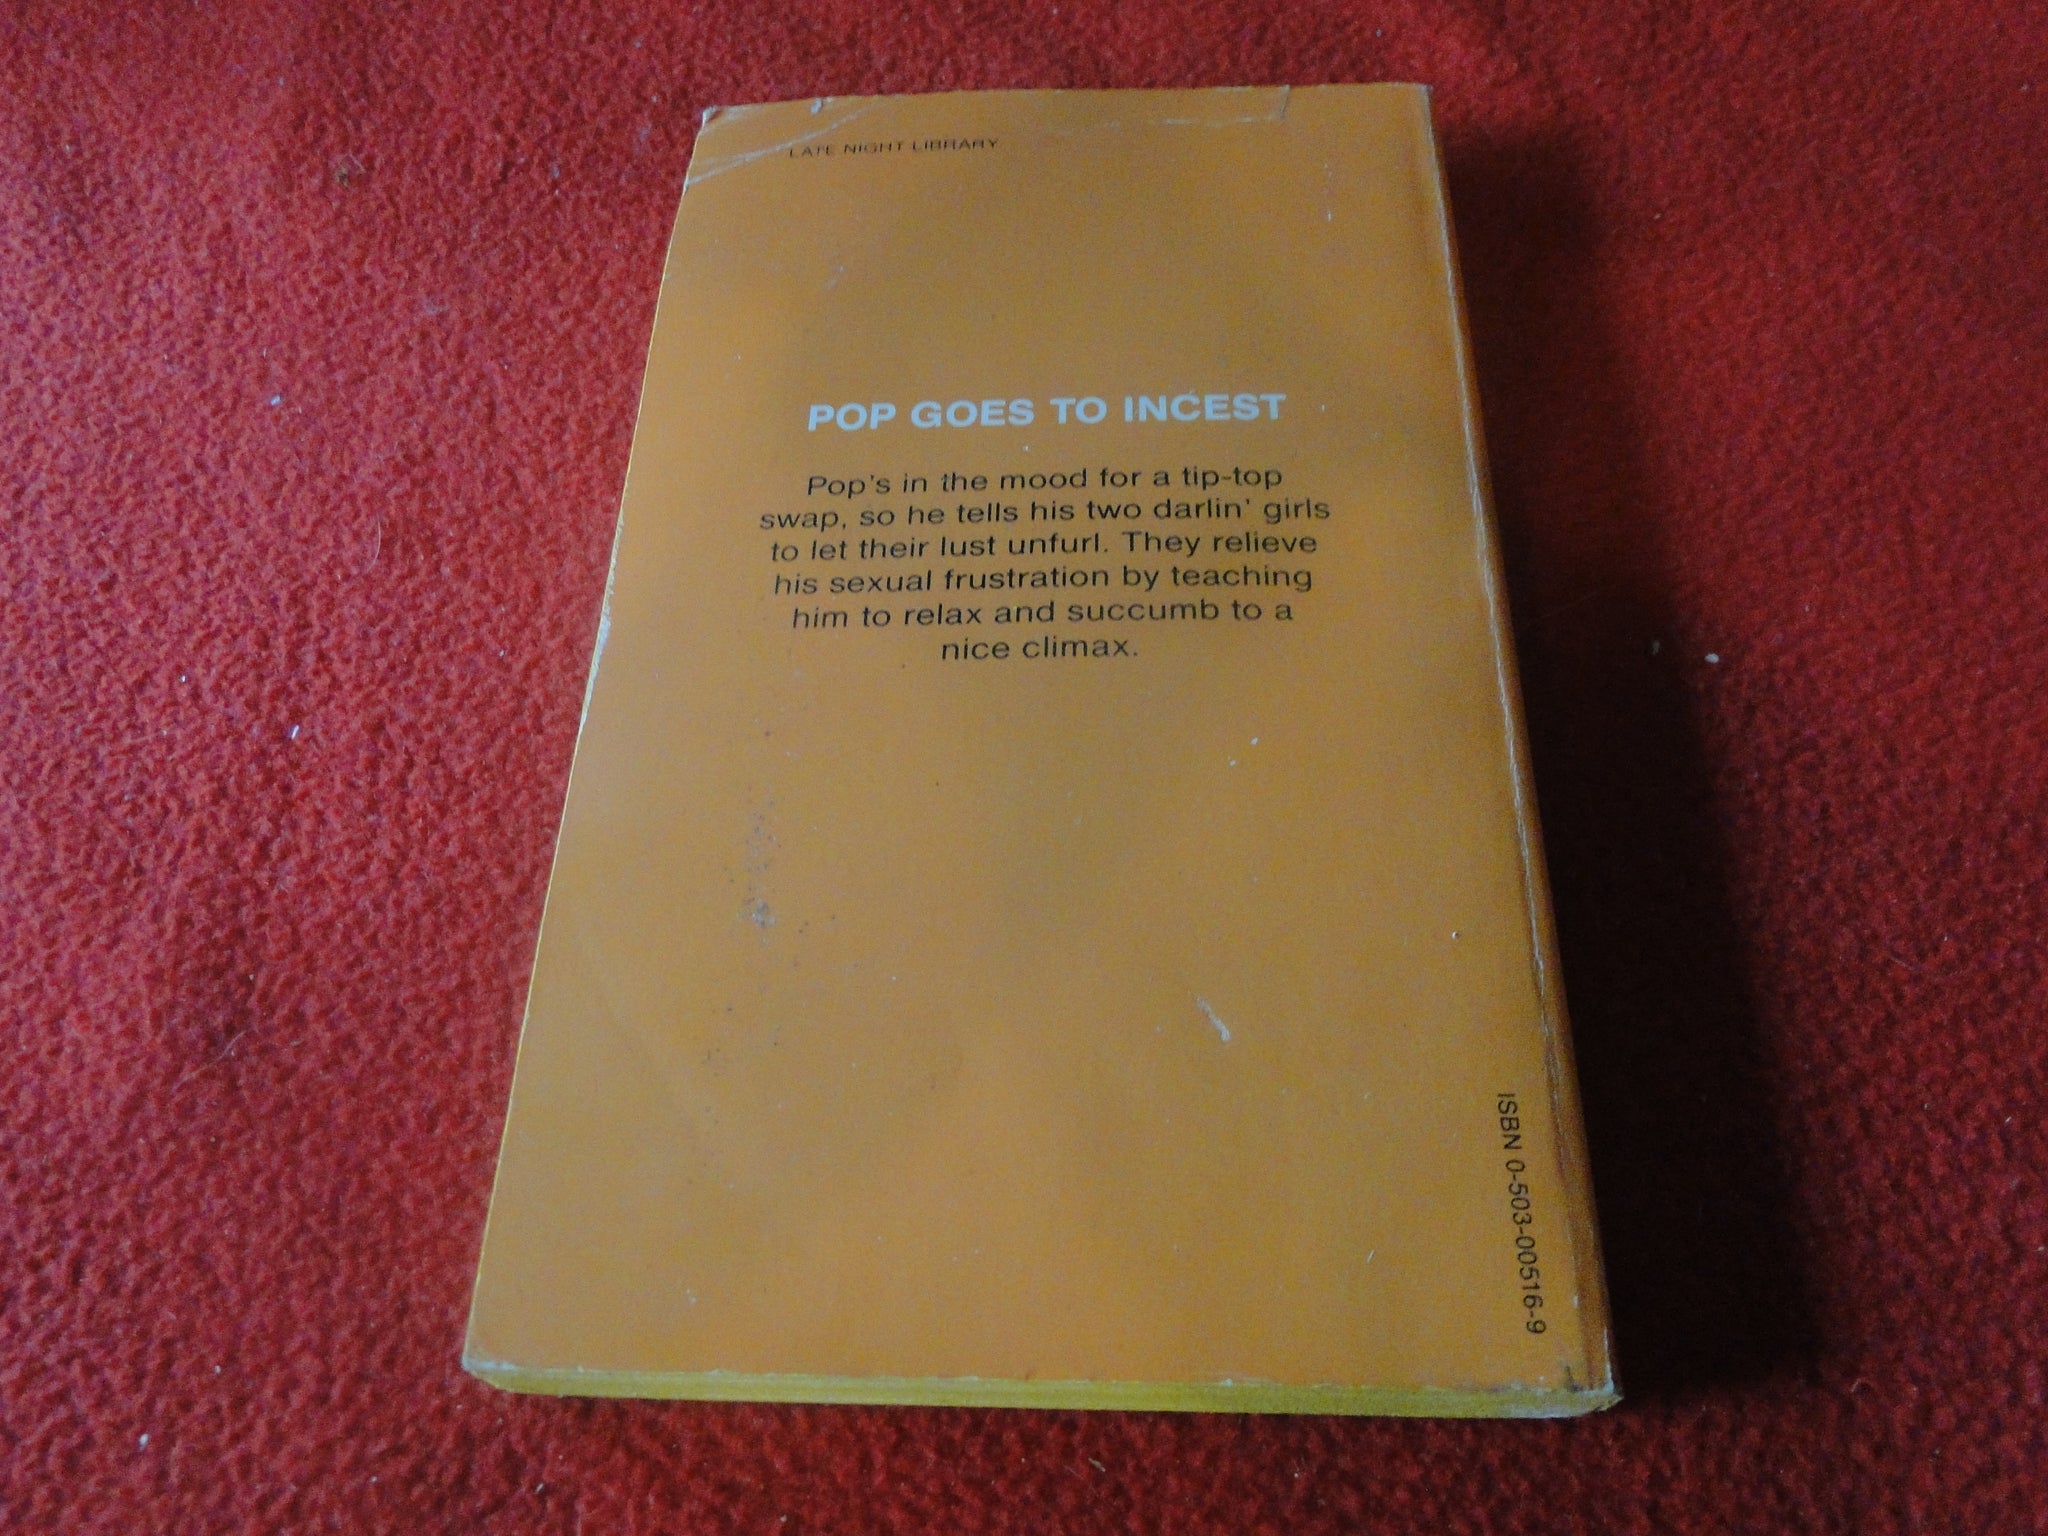 LATE NIGHT LIBRARY
POP GOES TO INCEST
Pop's in the mood for a tip-top
swap, so he tells his two darlin' girls
to let their lust unfurl. They relieve
his sexual frustration by teaching
him to relax and succumb to a
nice climax.
ISBN 0-503-00516-9